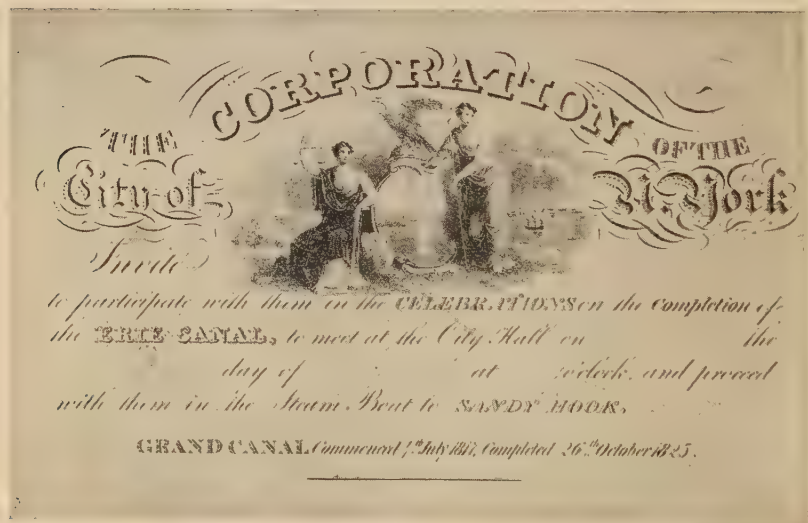 THE CORPORATION OF THE
City of N. York
Invite
to participate with them in the CELEBRATIONS on the completion of
the ERIE CANAL, to meet at the City Hall on the
day of at o'clock, and proceed
with them in the Steam Boat to SANDY HOOK.
GRAND CANAL Commenced 4th July 1817. Completed 26th October 1825.